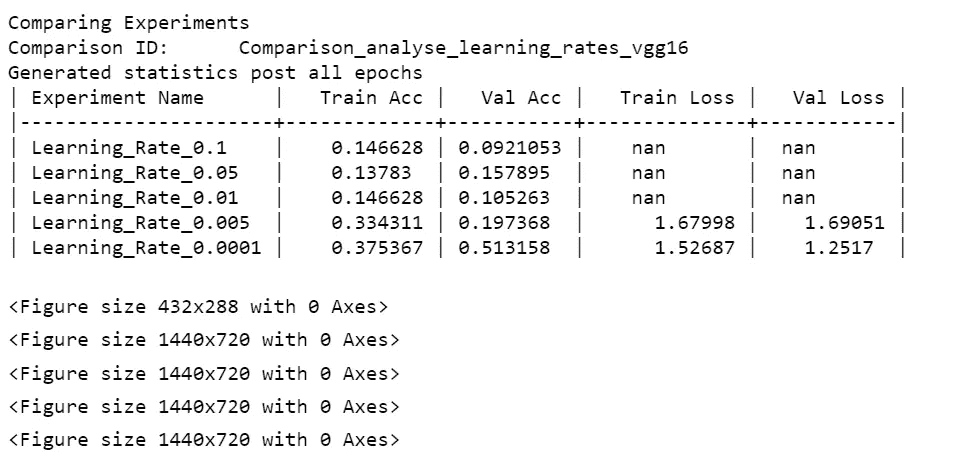 Comparing Experiments
Comparison ID:      Comparison_analyse_learning_rates_vgg16
Generated statistics post all epochs
| Experiment Name      |   Train Acc |   Val Acc |   Train Loss |   Val Loss |
|----------------------+-------------+-----------+--------------+------------|
| Learning_Rate_0.1    |    0.146628 | 0.0921053 |    nan       |  nan       |
| Learning_Rate_0.05   |    0.13783  | 0.157895  |    nan       |  nan       |
| Learning_Rate_0.01   |    0.146628 | 0.105263  |    nan       |  nan       |
| Learning_Rate_0.005  |    0.334311 | 0.197368  |      1.67998 |    1.69051 |
| Learning_Rate_0.0001 |    0.375367 | 0.513158  |      1.52687 |    1.2517  |
<Figure size 432x288 with 0 Axes>
<Figure size 1440x720 with 0 Axes>
<Figure size 1440x720 with 0 Axes>
<Figure size 1440x720 with 0 Axes>
<Figure size 1440x720 with 0 Axes>